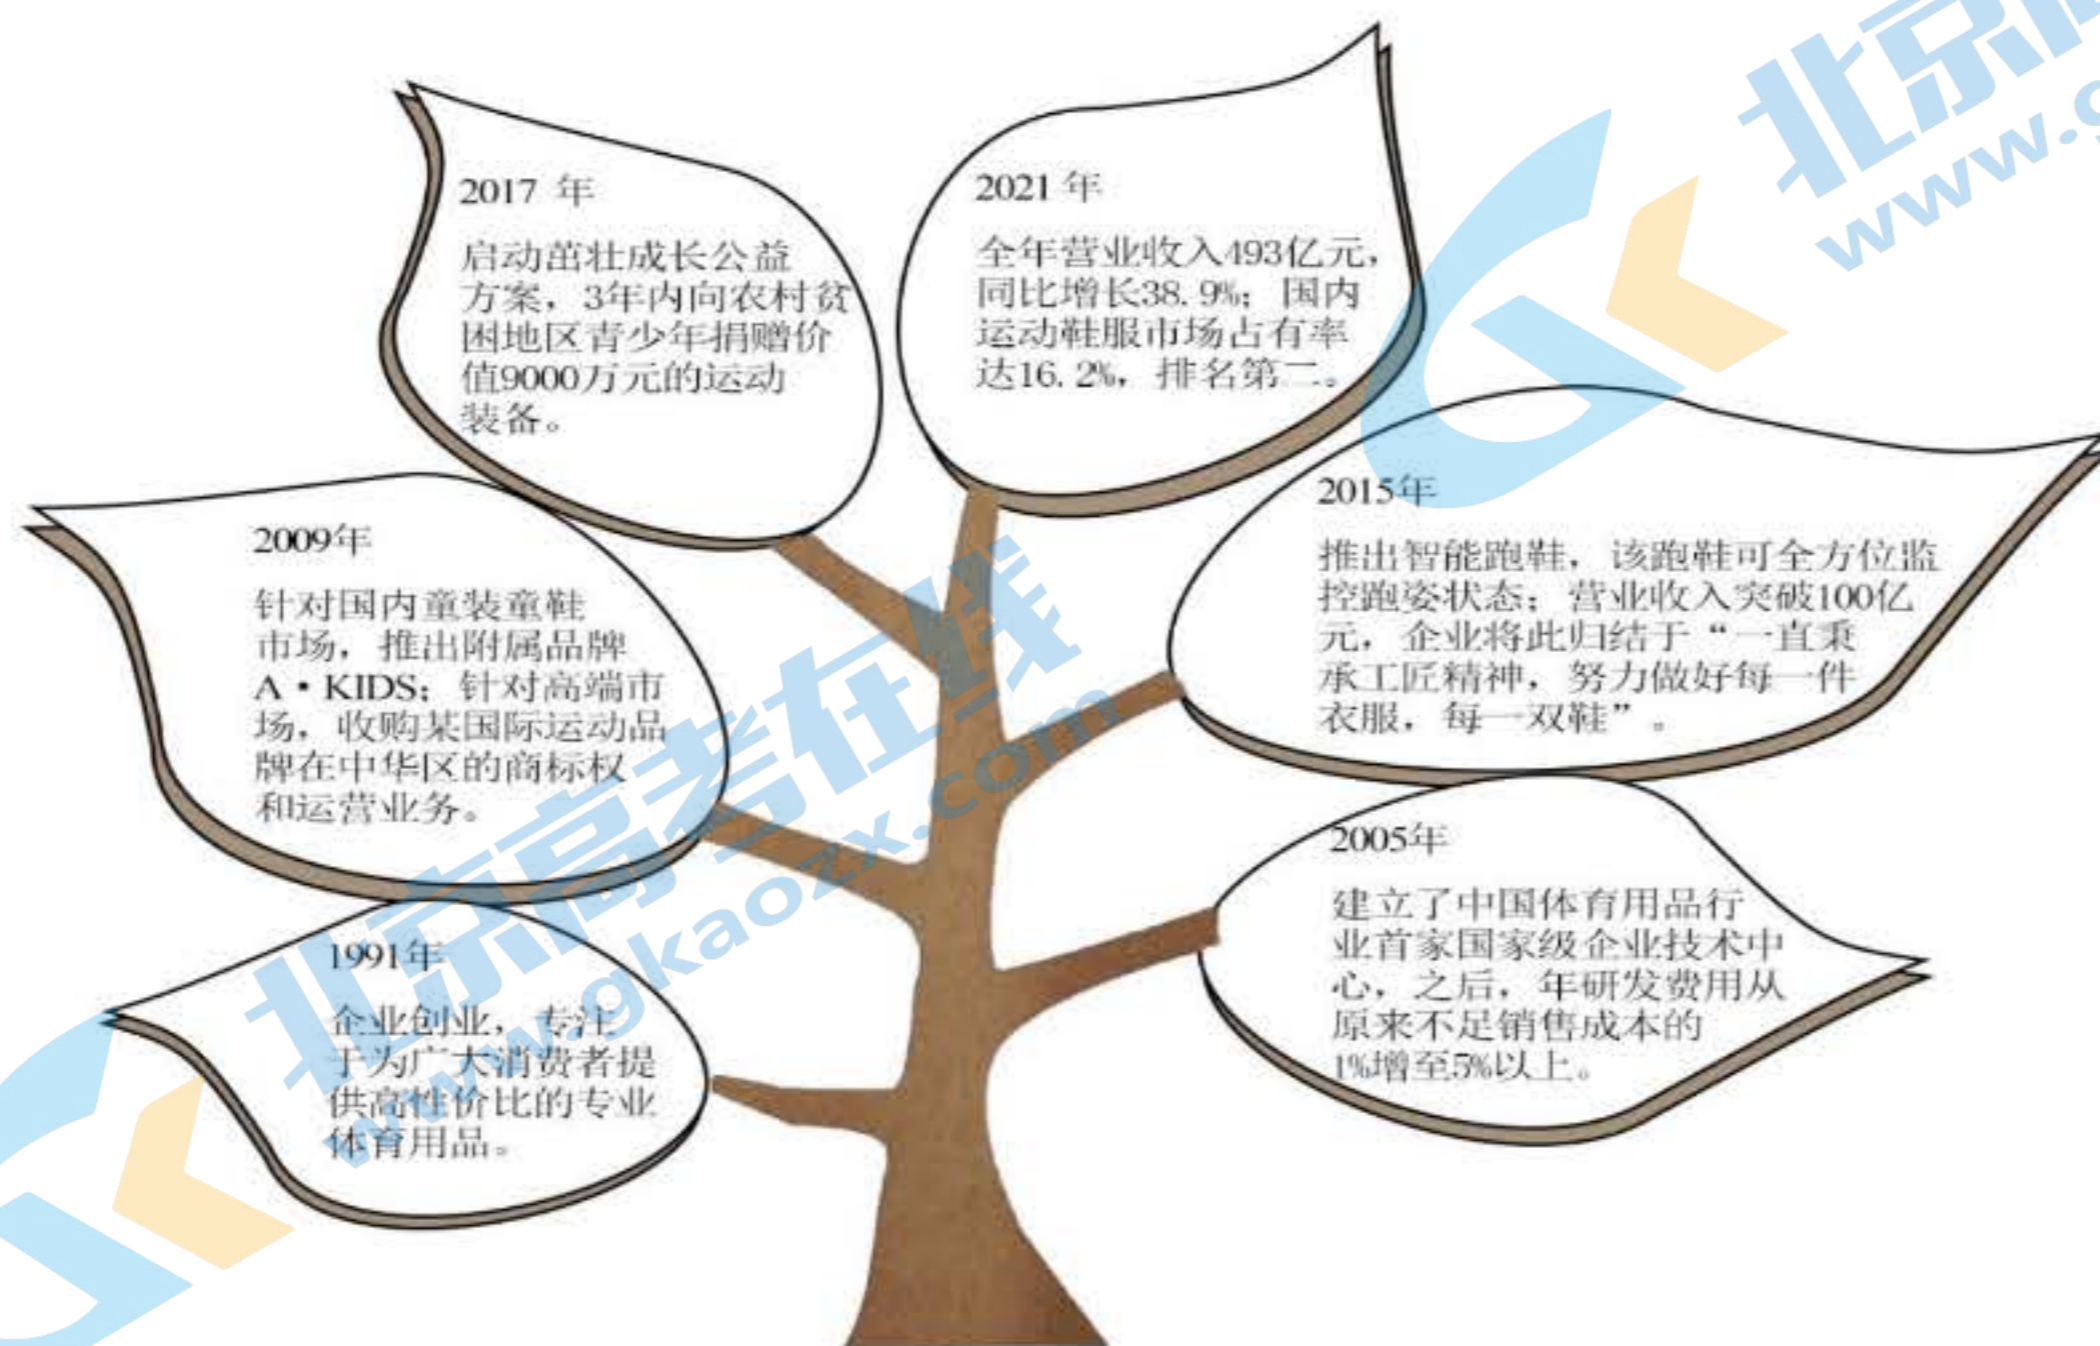 2017 年
启动茁壮成长公益
方案，3年内向农村贫
困地区青少年捐赠价
值9000万元的运动
装备。
2021 年
全年营业收入493亿元，
同比增长38.9%；国内
运动鞋服市场占有率
达16.2%，排名第二。
2009年
针对国内童装童鞋
市场，推出附属品牌
A·KIDS；针对高端市
场，收购某国际运动品
牌在中华区的商标权
和运营业务。
2015年
推出智能跑鞋，该跑鞋可全方位监
控跑姿状态；营业收入突破100亿
元，企业将此归结于“一直秉
承工匠精神，努力做好每一件
衣服，每一双鞋”。
1991年
企业创业，专注
于为广大消费者提
供高性价比的专业
体育用品。
2005年
建立了中国体育用品行
业首家国家级企业技术中
心，之后，年研发费用从
原来不足销售成本的
1%增至5%以上。
北京高考在线
www.gkaozx.com
北京
www.g